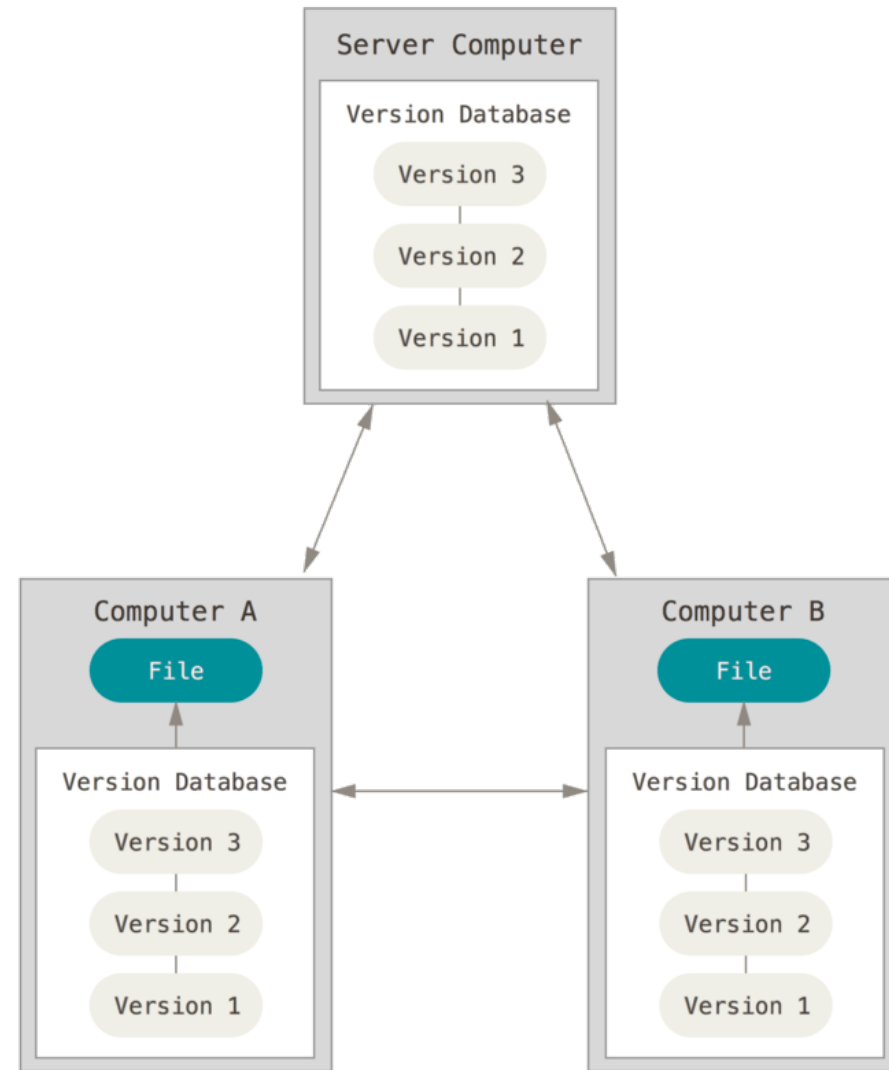 Server Computer
Version Database
Version 3
Version 2
Version 1
Computer A
File
Version Database
Version 3
Version 2
Version 1
Computer B
File
Version Database
Version 3
Version 2
Version 1